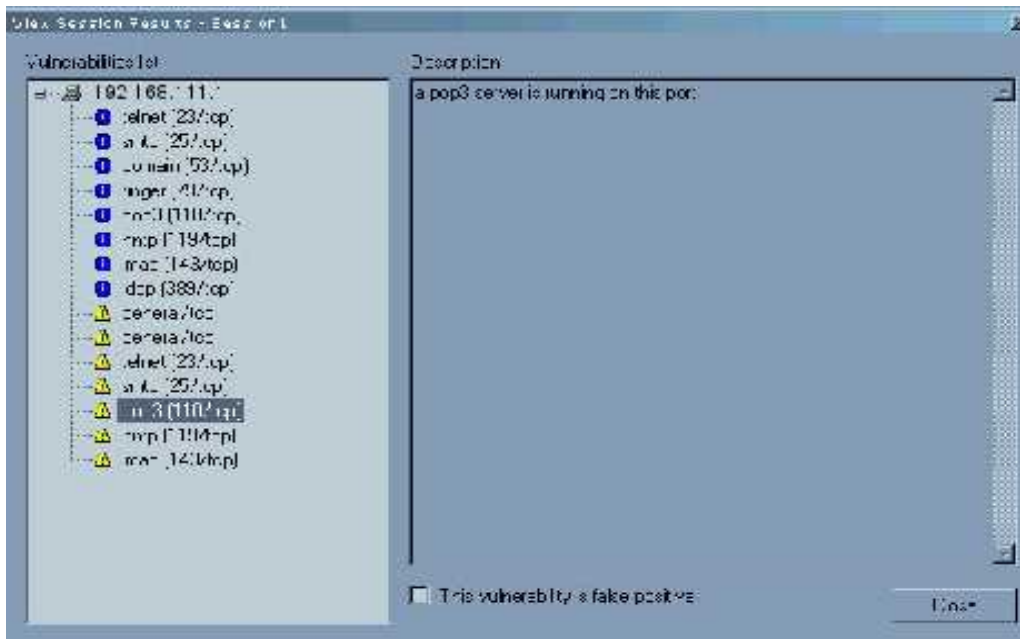 Session Results - Session1
Vulnerabilities list
192.168.111.1
telnet (23/tcp)
smtp (25/tcp)
domain (53/tcp)
finger (79/tcp)
pop3 (110/tcp)
nntp (119/tcp)
imap (143/tcp)
ldap (389/tcp)
general/tcp
general/tcp
telnet (23/tcp)
smtp (25/tcp)
pop3 (110/tcp)
nntp (119/tcp)
imap (143/tcp)
Description
a pop3 server is running on this port
This vulnerability is false positive
Close